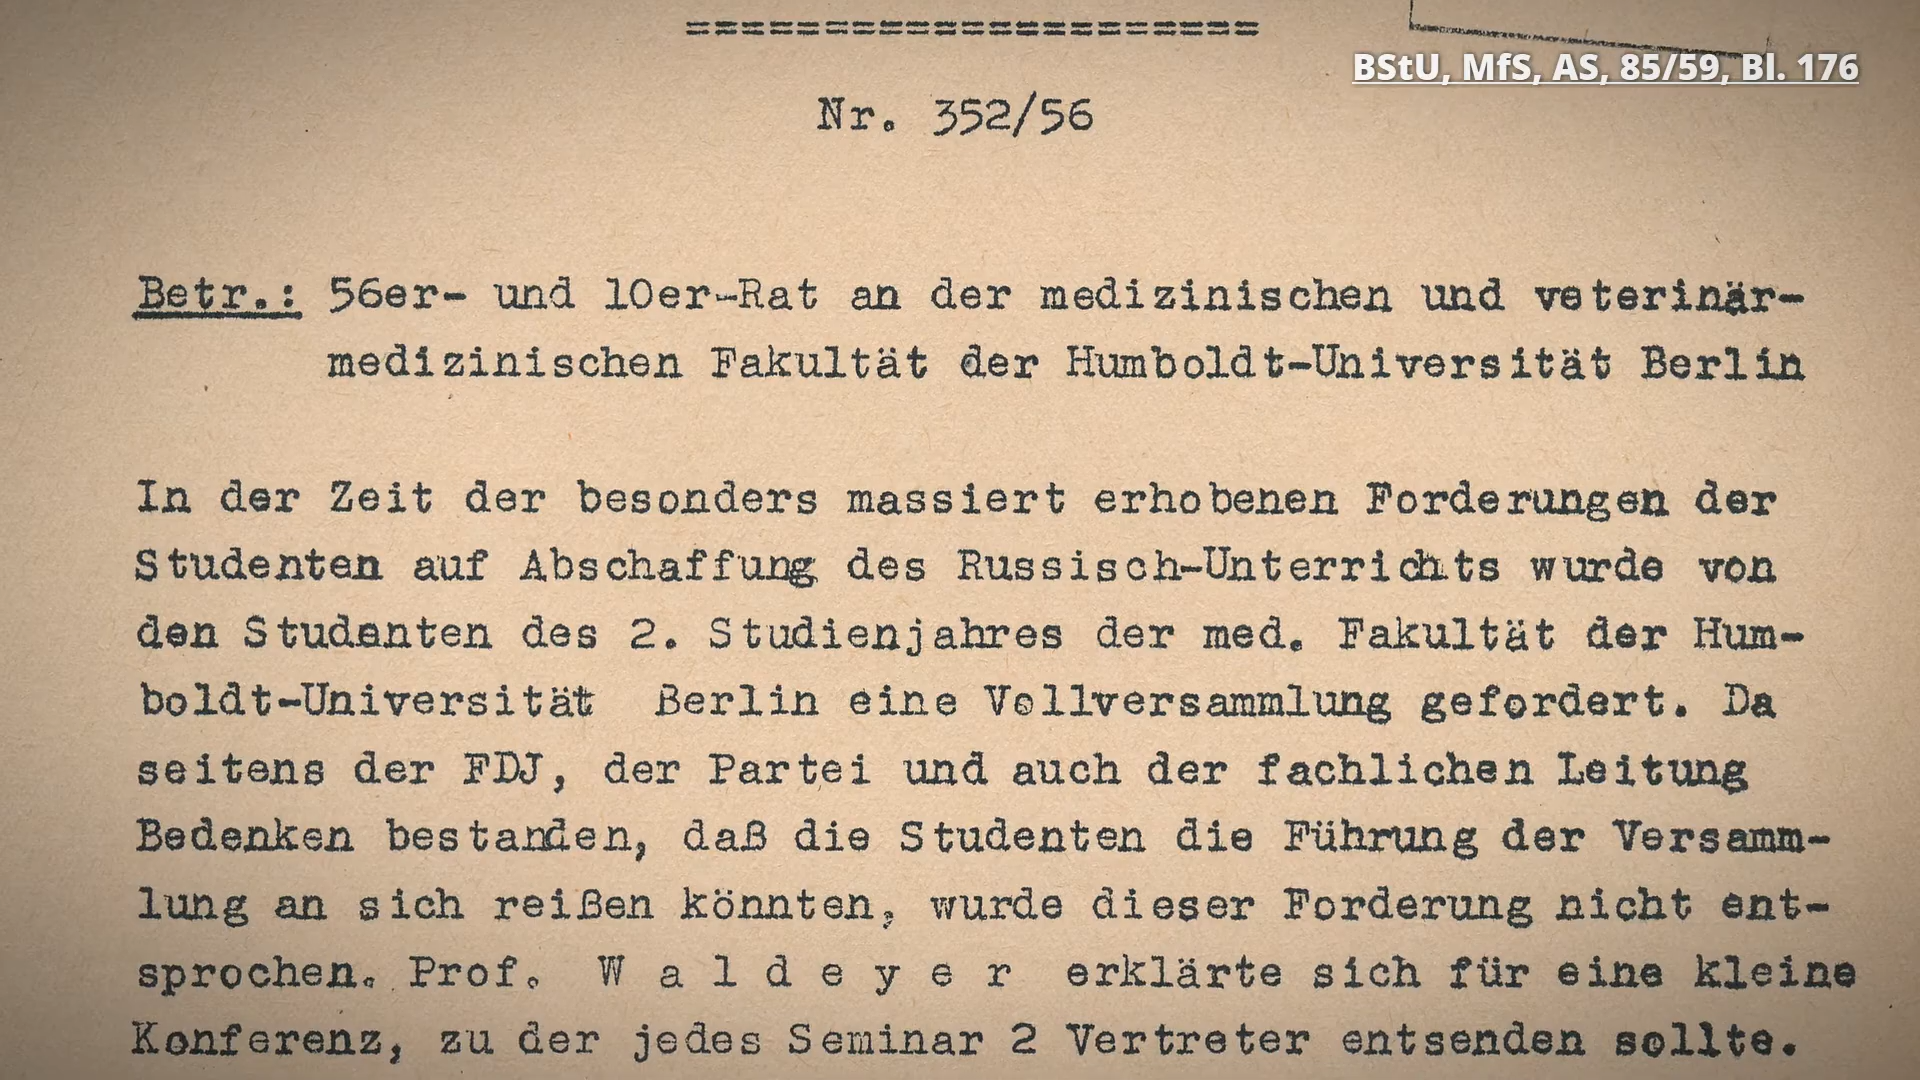 =====================
BStU, MfS, AS, 85/59, Bl. 176
Nr. 352/56
Betr.: 56er- und 10er-Rat an der medizinischen und veterinär-
medizinischen Fakultät der Humboldt-Universität Berlin
In der Zeit der besonders massiert erhobenen Forderungen der
Studenten auf Abschaffung des Russisch-Unterrichts wurde von
den Studenten des 2. Studienjahres der med. Fakultät der Hum-
boldt-Universität Berlin eine Vollversammlung gefordert. Da
seitens der FDJ, der Partei und auch der fachlichen Leitung
Bedenken bestanden, daß die Studenten die Führung der Versamm-
lung an sich reißen könnten, wurde dieser Forderung nicht ent-
sprochen. Prof. W a l d e y e r erklärte sich für eine kleine
Konferenz, zu der jedes Seminar 2 Vertreter entsenden sollte.